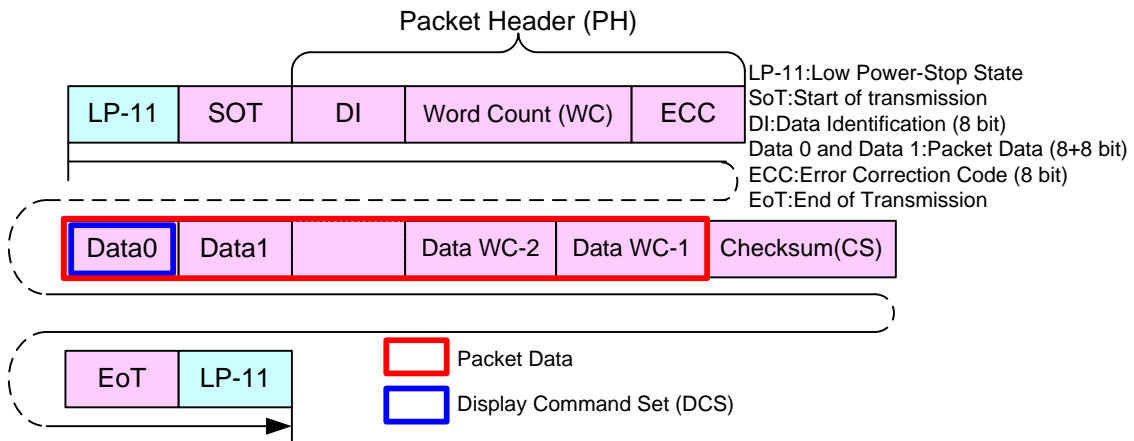 Packet Header (PH)
LP-11 SOT DI Word Count (WC) ECC
LP-11:Low Power-Stop State
SoT:Start of transmission
DI:Data Identification (8 bit)
Data 0 and Data 1:Packet Data (8+8 bit)
ECC:Error Correction Code (8 bit)
EoT:End of Transmission
Data0 Data1 Data WC-2 Data WC-1 Checksum(CS)
EoT LP-11
Packet Data
Display Command Set (DCS)